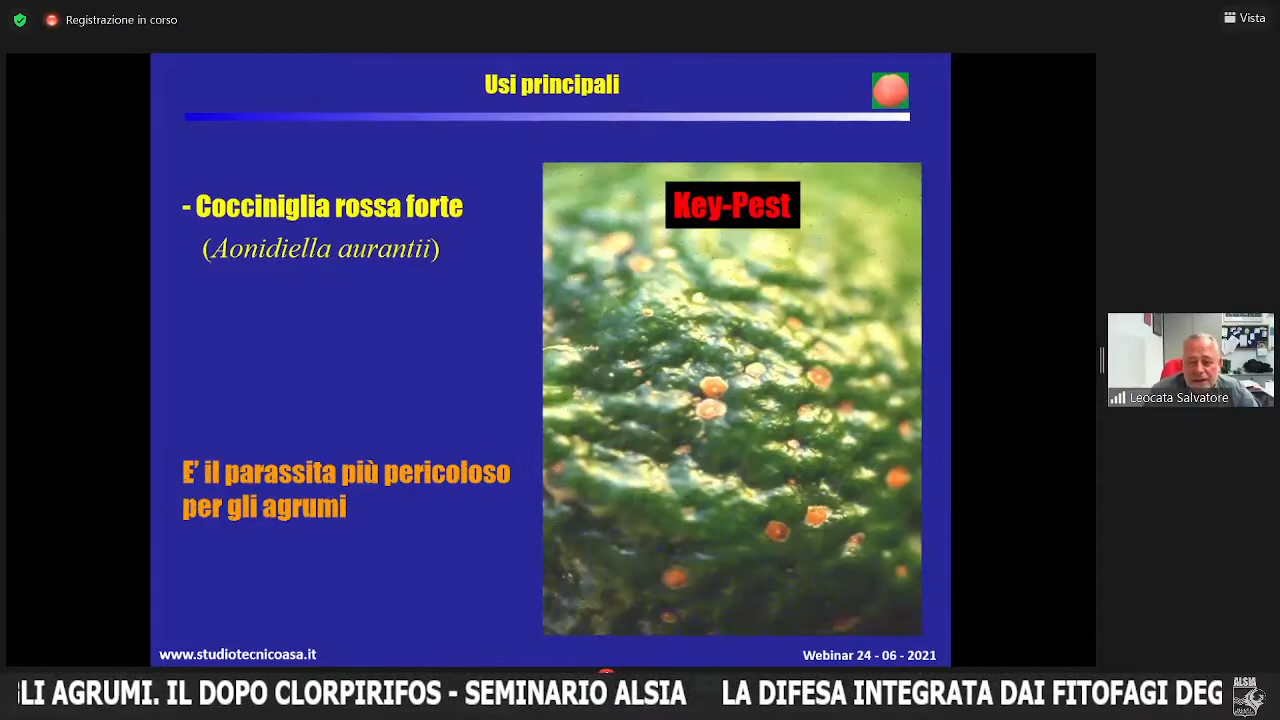 Registrazione in corso
Vista
Usi principali
Key-Pest
- Cocciniglia rossa forte
(Aonidiella aurantii)
E' il parassita più pericoloso
per gli agrumi
Leocata Salvatore
www.studiotecnicoasa.it
Webinar 24 - 06 - 2021
LI AGRUMI. IL DOPO CLORPIRIFOS - SEMINARIO ALSIA LA DIFESA INTEGRATA DAI FITOFAGI DEG
ALSIA